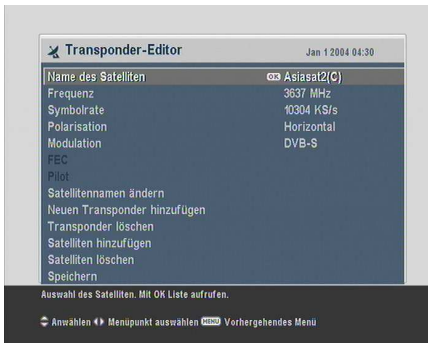 Transponder-Editor Jan 1 2004 04:30
Name des Satelliten OK Asiasat2(C)
Frequenz 3637 MHz
Symbolrate 10304 KS/s
Polarisation Horizontal
Modulation DVB-S
FEC
Pilot
Satellitennamen ändern
Neuen Transponder hinzufügen
Transponder löschen
Satelliten hinzufügen
Satelliten löschen
Speichern
Auswahl des Satelliten. Mit OK Liste aufrufen.
Anwählen Menüpunkt auswählen MENU Vorhergehendes Menü